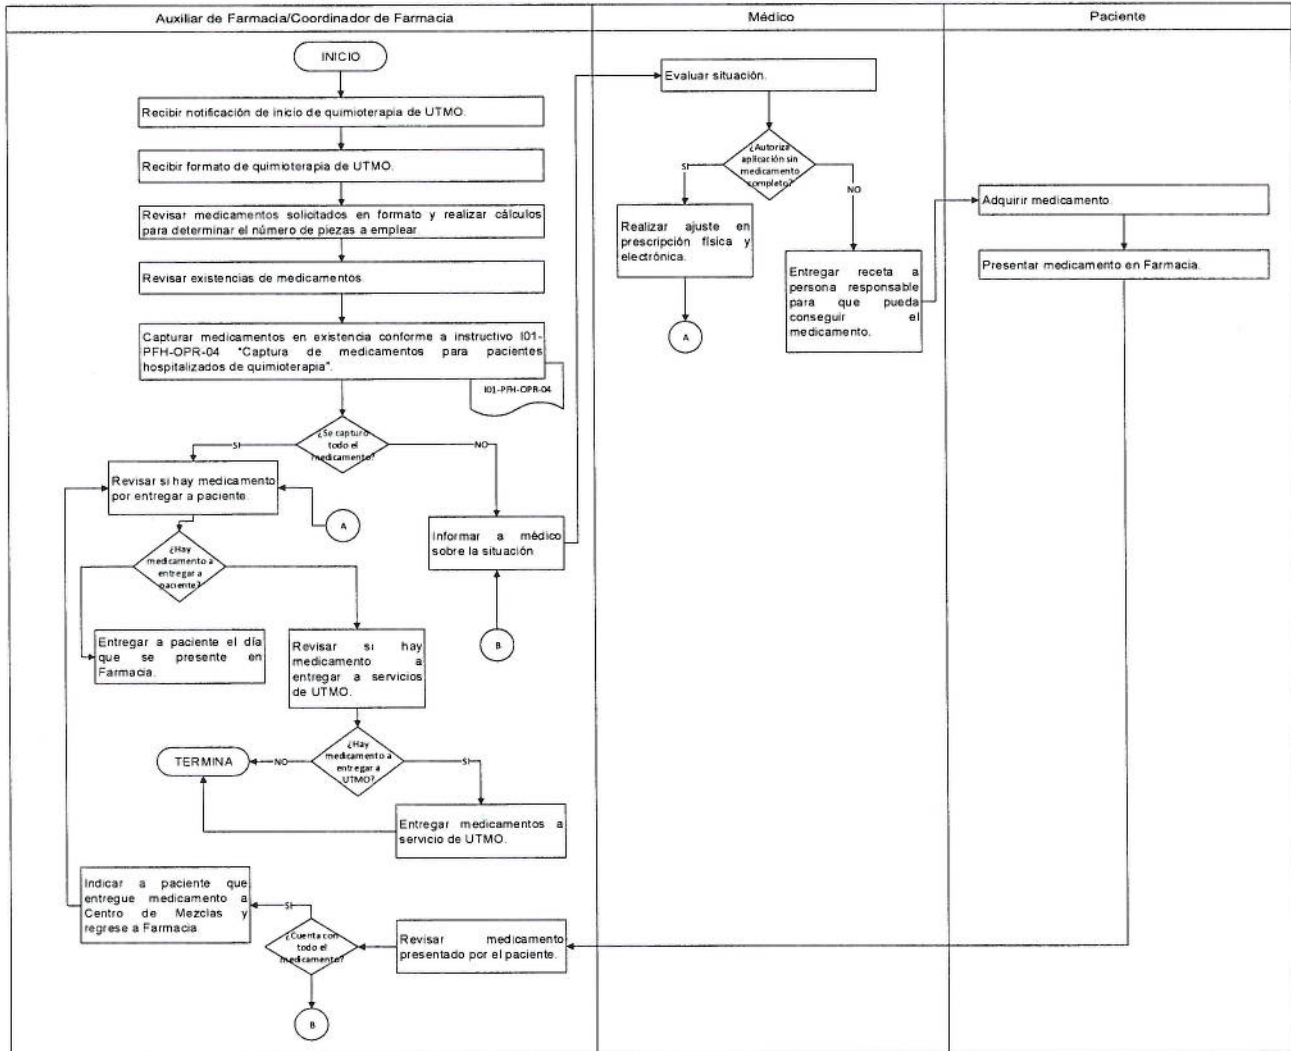 Auxiliar de Farmacia/Coordinador de Farmacia
Médico
Paciente
INICIO
Recibir notificación de inicio de quimioterapia de UTMO.
Recibir formato de quimioterapia de UTMO.
Revisar medicamentos solicitados en formato y realizar cálculos
para determinar el número de piezas a emplear.
Revisar existencias de medicamentos
Capturar medicamentos en existencia conforme a instructivo I01-
PFH-OPR-04 "Captura de medicamentos para pacientes
hospitalizados de quimioterapia".
I01-PFH-OPR-04
¿Se capturo
todo el
medicamento?
SI
NO
Revisar si hay medicamento
por entregar a paciente.
A
Informar a médico
sobre la situación
B
¿Hay
medicamento a
entregar a
paciente?
Entregar a paciente el día
que se presente en
Farmacia.
Revisar si hay
medicamento a
entregar a servicios
de UTMO.
¿Hay
medicamento a
entregar a
UTMO?
NO
SI
TERMINA
Entregar medicamentos a
servicio de UTMO.
Indicar a paciente que
entregue medicamento a
Centro de Mezclas y
regrese a Farmacia
SI
¿Cuenta con
todo el
medicamento?
Revisar medicamento
presentado por el paciente.
B
Evaluar situación.
¿Autoriza
aplicación sin
medicamento
completo?
SI
NO
Realizar ajuste en
prescripción física y
electrónica.
A
Entregar receta a
persona responsable
para que pueda
conseguir el
medicamento.
Adquirir medicamento
Presentar medicamento en Farmacia.